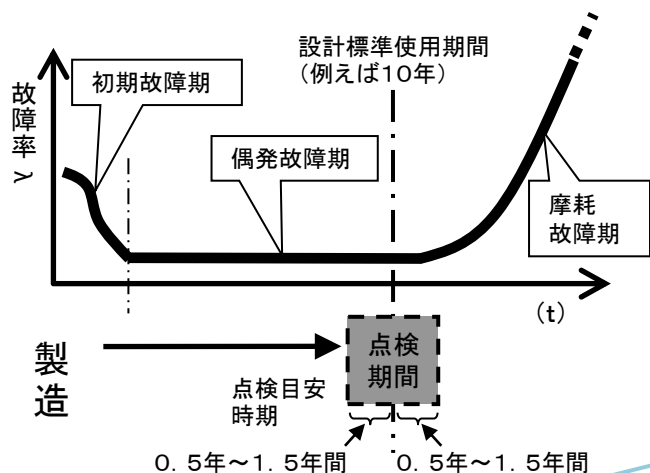 設計標準使用期間
(例えば10年)
初期故障期
故障率 λ
偶発故障期
摩耗
故障期
(t)
製造
点検
期間
点検目安
時期
０．５年～１．５年間
０．５年～１．５年間